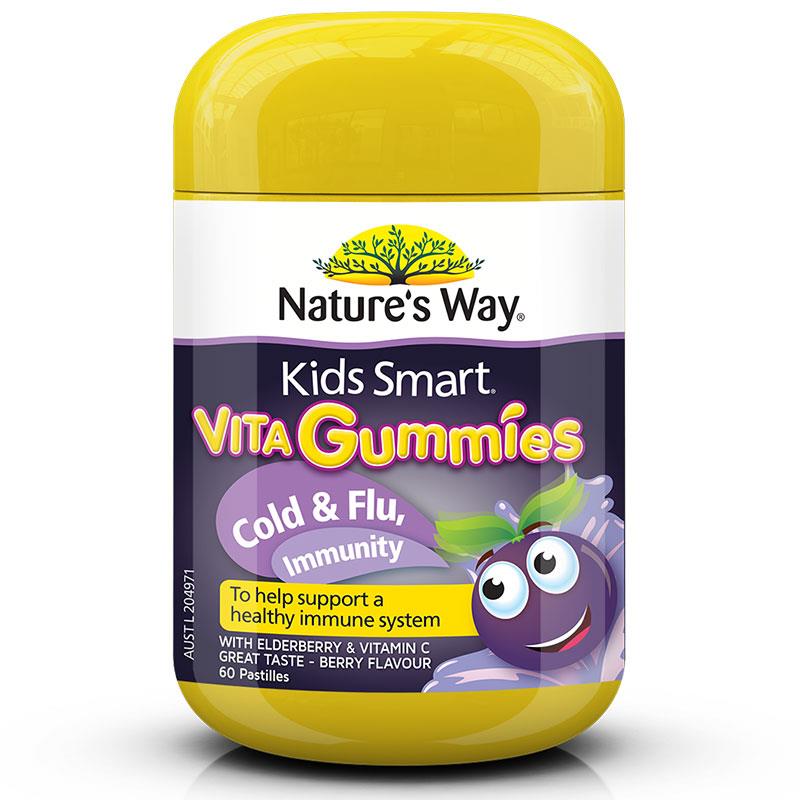 Nature's Way®
Kids Smart®
VITA Gummies
Cold & Flu,
Immunity
To help support a
healthy immune system
WITH ELDERBERRY & VITAMIN C
GREAT TASTE - BERRY FLAVOUR
60 Pastilles
AUST L 204971